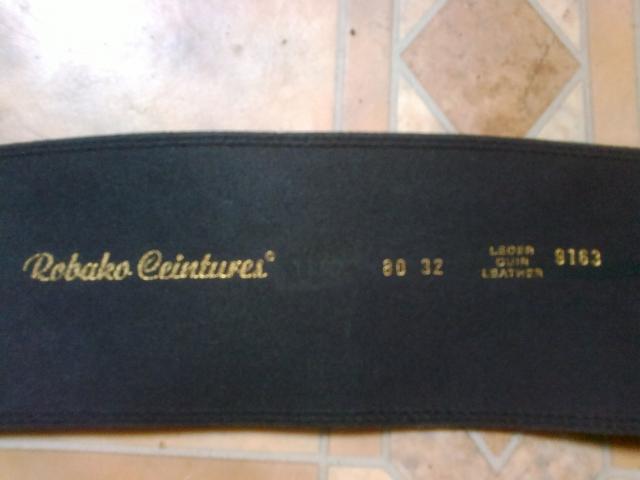 Robako Ceintures®
80 32
LEDER
CUIR
LEATHER
9163